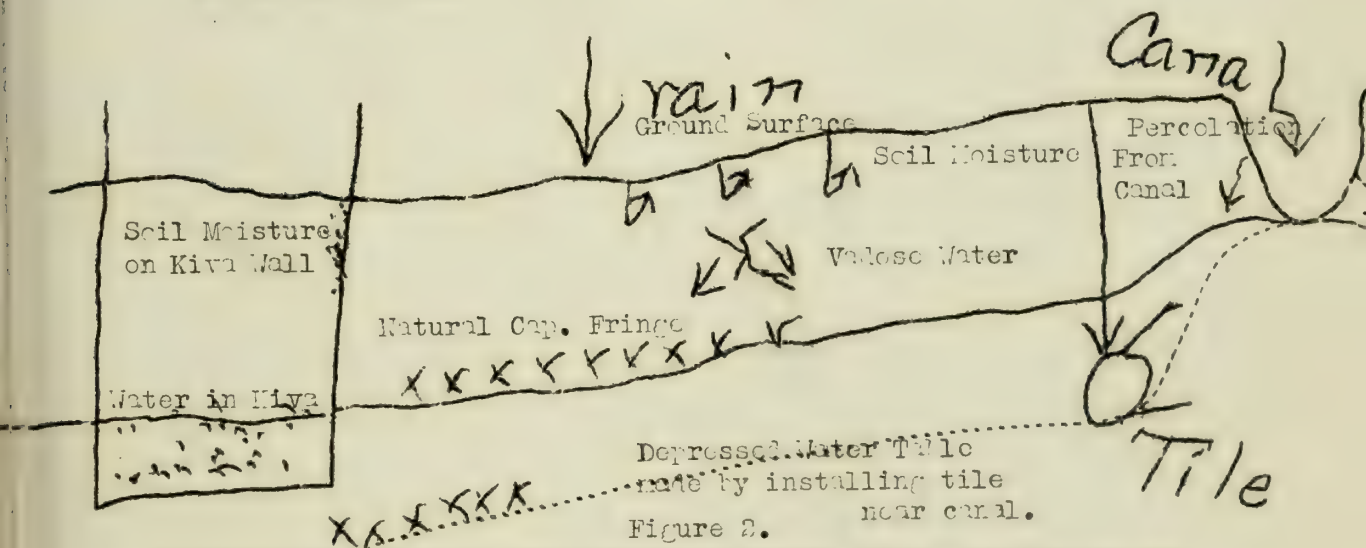 Canal
rain
Ground Surface
Soil Moisture
Percolation
From
Canal
Soil Moisture
on Kiva Wall
Vadose Water
Natural Cap. Fringe
Water in Kiva
Depressed Water Table
made by installing tile
near canal.
Tile
Figure 2.